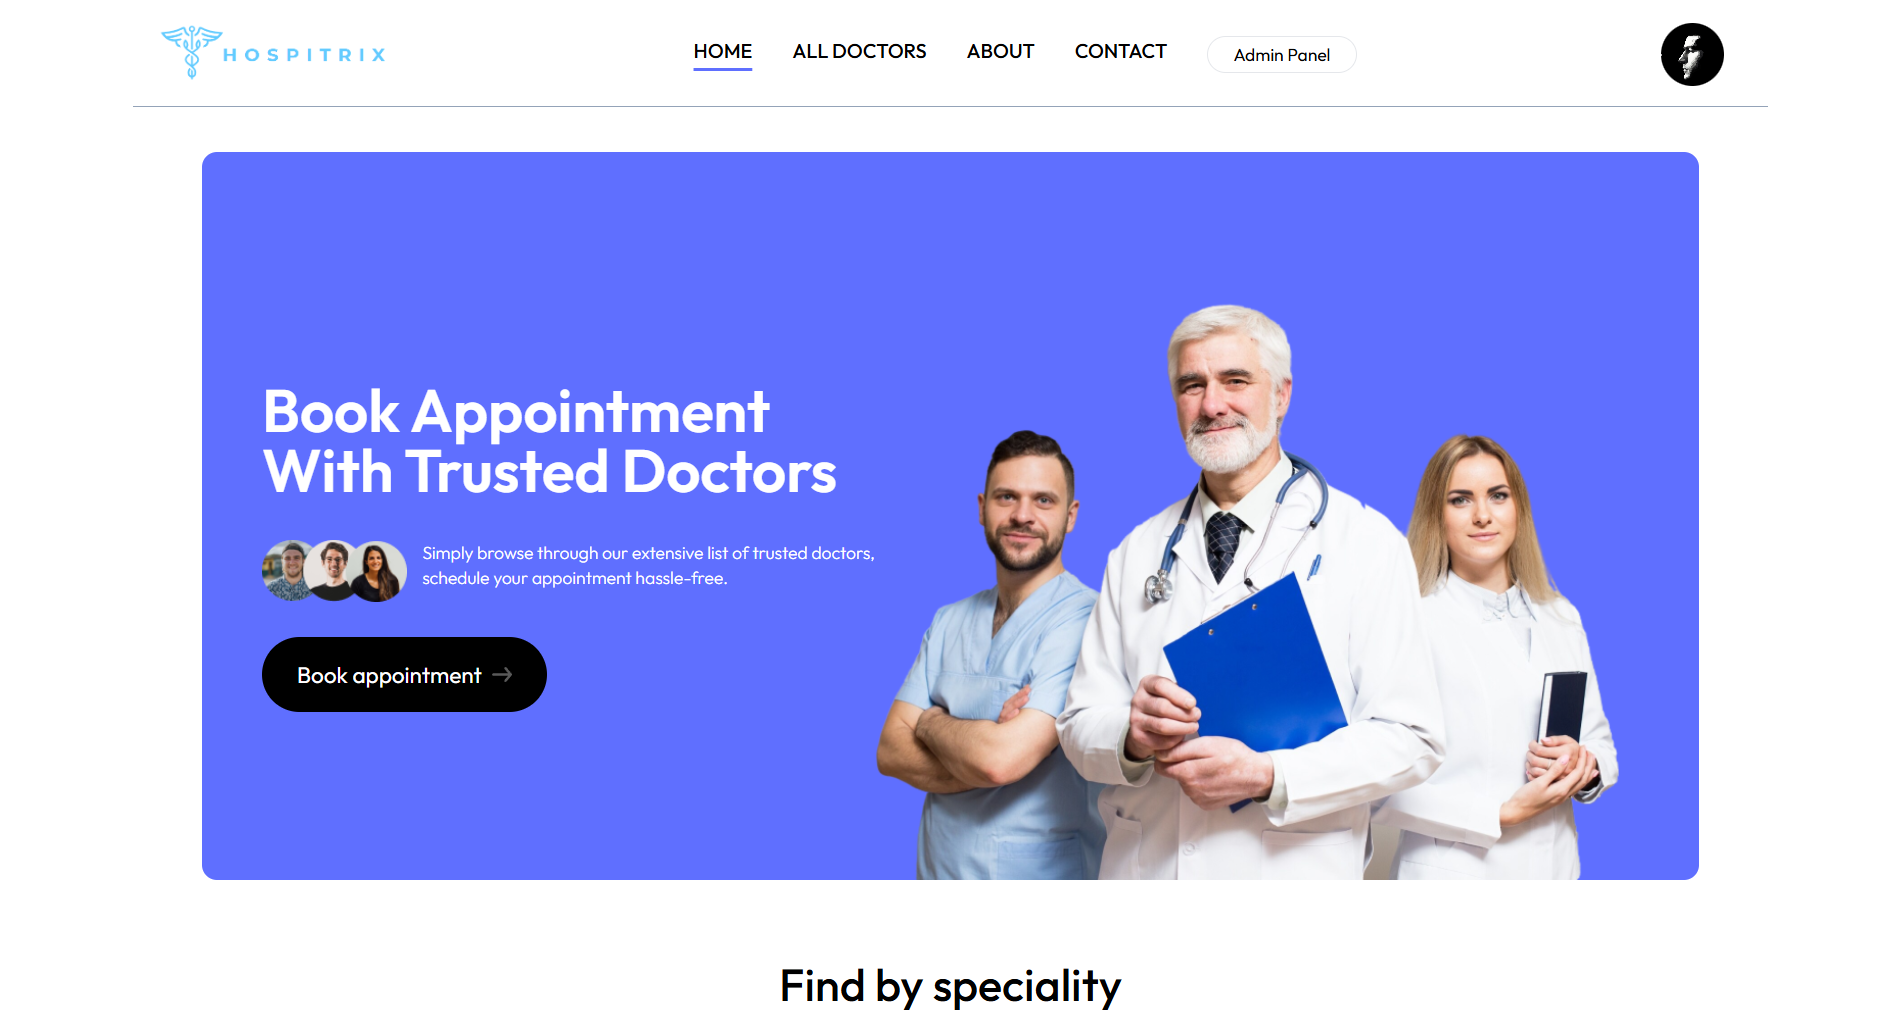 HOSPITRIX
HOME
ALL DOCTORS
ABOUT
CONTACT
Admin Panel
Book Appointment
With Trusted Doctors
Simply browse through our extensive list of trusted doctors,
schedule your appointment hassle-free.
Book appointment
Find by speciality